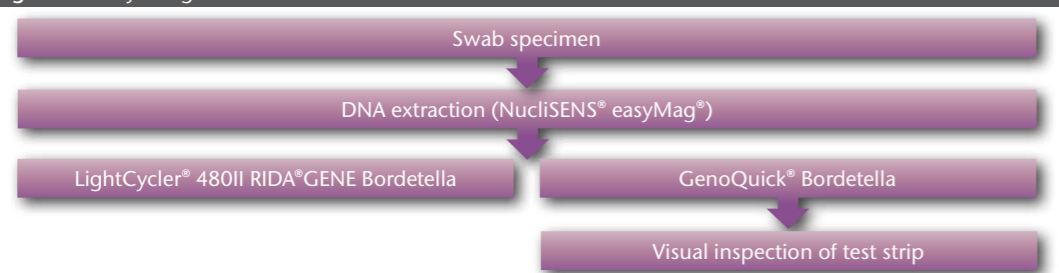 Swab specimen
DNA extraction (NucliSENS® easyMag®)
LightCycler® 480II RIDA®GENE Bordetella
GenoQuick® Bordetella
Visual inspection of test strip